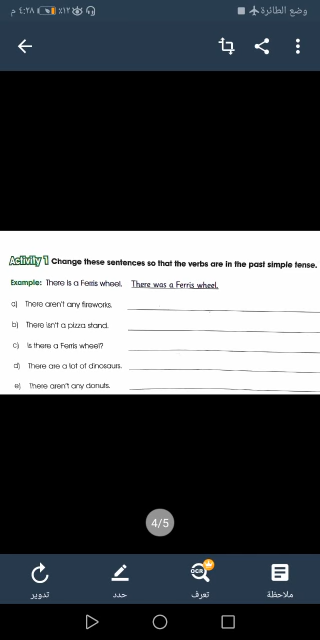 وضع الطائرة
٪١٢ ٤:٢٨ م
Activity 1 Change these sentences so that the verbs are in the past simple tense.
Example: There is a Ferris wheel. There was a Ferris wheel.
a) There aren't any fireworks.
b) There isn't a pizza stand.
c) Is there a Ferris wheel?
d) There are a lot of dinosaurs.
e) There aren't any donuts.
4/5
تدوير
حدد
OCR
تعرف
ملاحظة